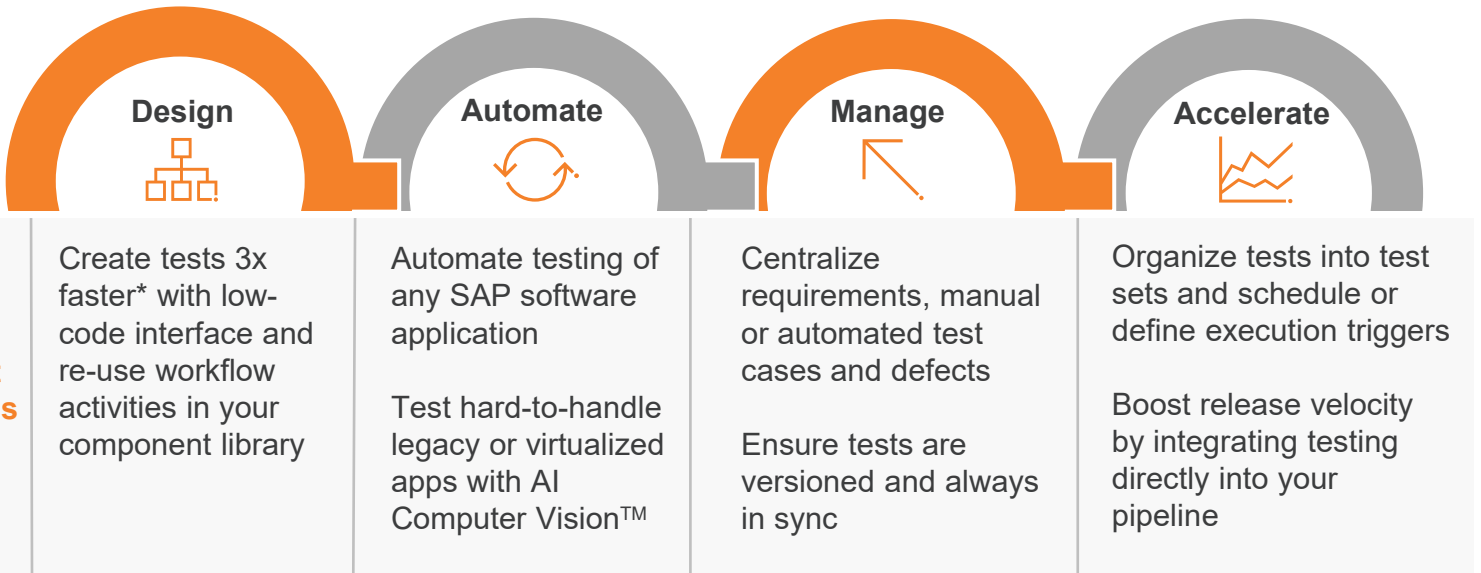 Design
Automate
Manage
Accelerate
s
Create tests 3x
faster* with low-
code interface and
re-use workflow
activities in your
component library
Automate testing of
any SAP software
application
Test hard-to-handle
legacy or virtualized
apps with AI
Computer Vision™
Centralize
requirements, manual
or automated test
cases and defects
Ensure tests are
versioned and always
in sync
Organize tests into test
sets and schedule or
define execution triggers
Boost release velocity
by integrating testing
directly into your
pipeline